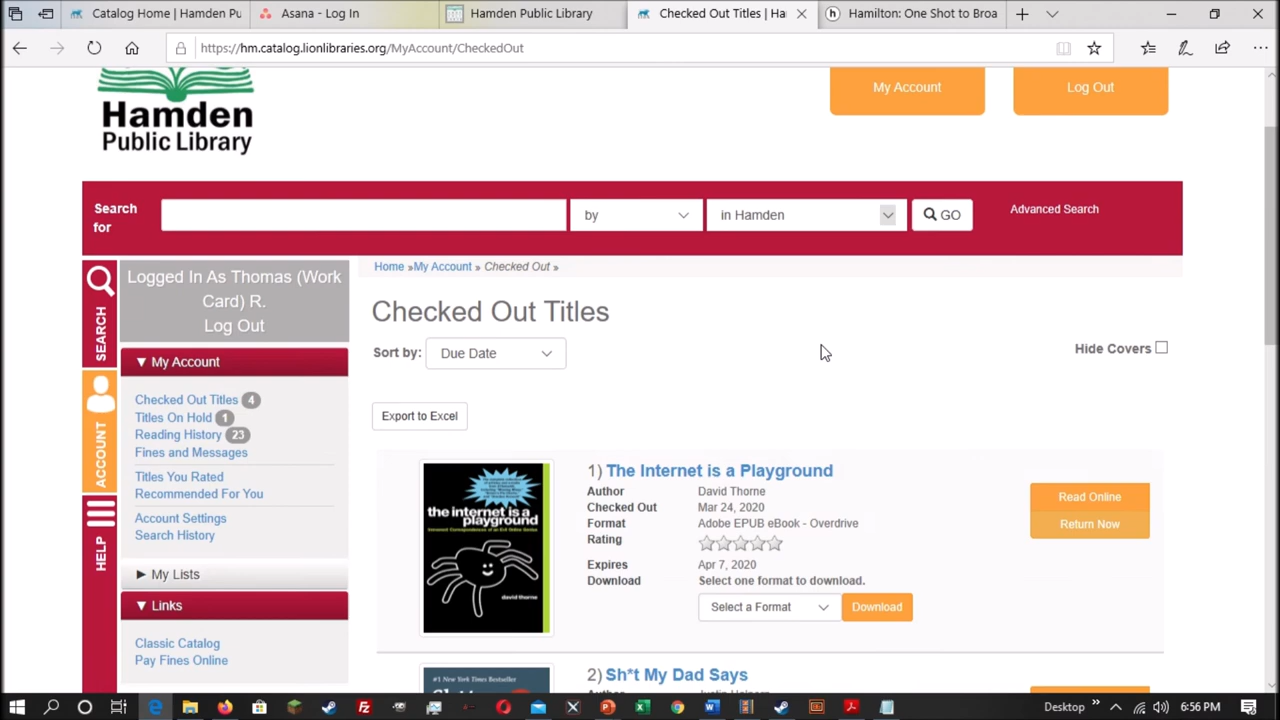 Catalog Home | Hamden Pu
Asana - Log In
Hamden Public Library
Checked Out Titles | Ha
Hamilton: One Shot to Broa
https://hm.catalog.lionlibraries.org/MyAccount/CheckedOut
Hamden
Public Library
My Account
Log Out
Search for
by
in Hamden
GO
Advanced Search
Home »My Account » Checked Out »
SEARCH
ACCOUNT
HELP
Logged In As Thomas (Work
Card) R.
Log Out
My Account
Checked Out Titles 4
Titles On Hold 1
Reading History 23
Fines and Messages
Titles You Rated
Recommended For You
Account Settings
Search History
My Lists
Links
Classic Catalog
Pay Fines Online
Checked Out Titles
Sort by: Due Date
Hide Covers
Export to Excel
the internet is a
playground
david thorne
1) The Internet is a Playground
Author David Thorne
Checked Out Mar 24, 2020
Format Adobe EPUB eBook - Overdrive
Rating
Expires Apr 7, 2020
Download Select one format to download.
Select a Format
Download
Read Online
Return Now
#1 New York Times Bestseller
2) Sh*t My Dad Says
Desktop
6:56 PM